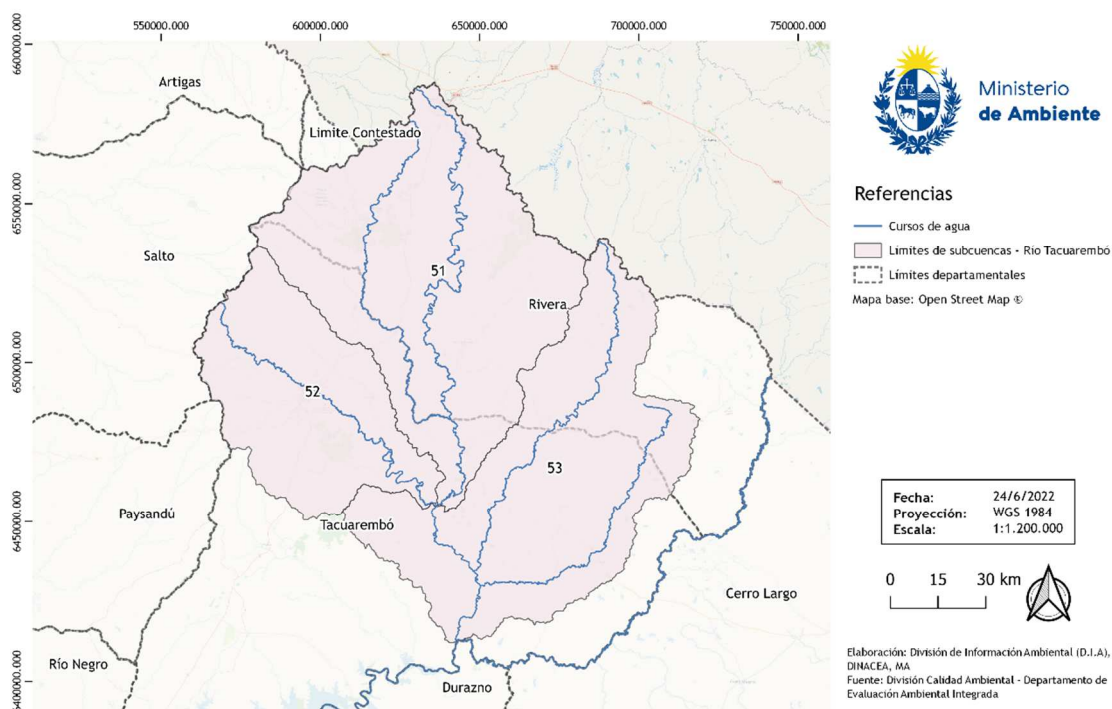 550000.000
600000.000
650000.000
700000.000
750000.000
6600000.000
6550000.000
6500000.000
6450000.000
6400000.000
Artigas
Limite Contestado
Salto
51
Rivera
52
53
Paysandú
Tacuarembó
Cerro Largo
Río Negro
Durazno
Ministerio
de Ambiente
Referencias
Cursos de agua
Límites de subcuencas - Río Tacuarembó
Límites departamentales
Mapa base: Open Street Map ©
Fecha: 24/6/2022
Proyección: WGS 1984
Escala: 1:1.200.000
0 15 30 km
Elaboración: División de Información Ambiental (D.I.A),
DINACEA, MA
Fuente: División Calidad Ambiental - Departamento de
Evaluación Ambiental Integrada